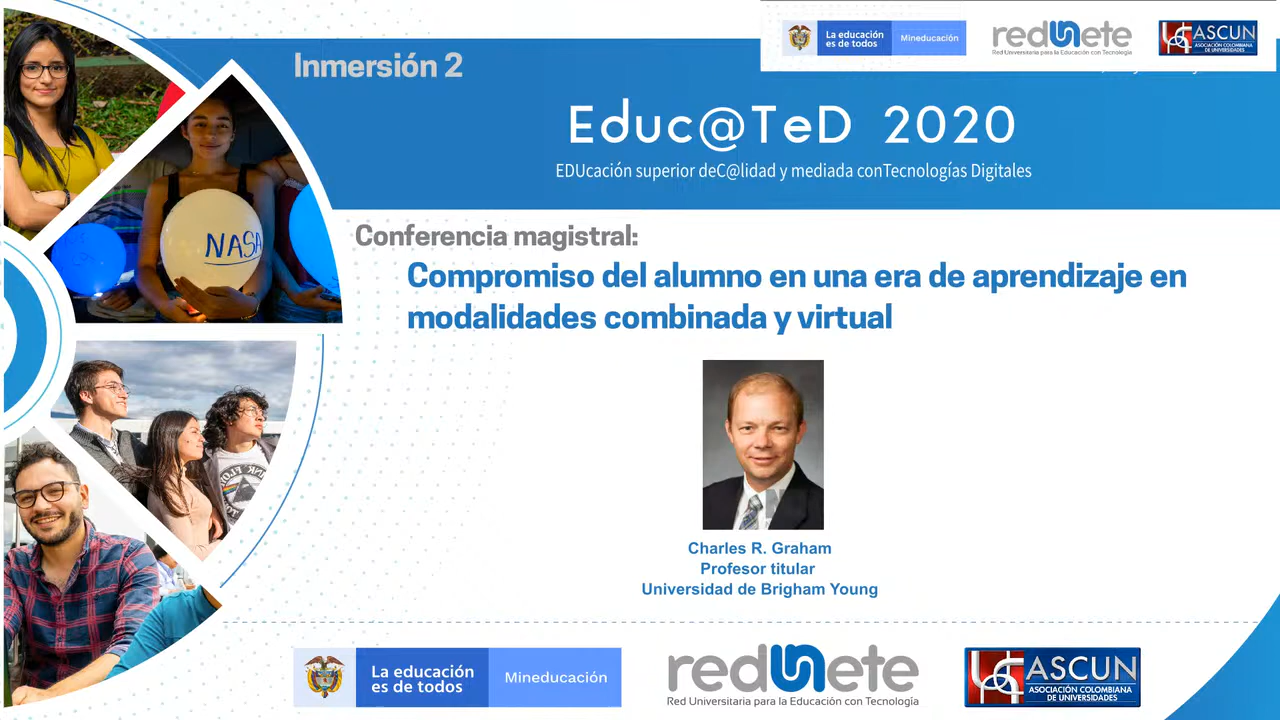 La educación
es de todos
Mineducación
redUnete
Red Universitaria para la Educación con Tecnología
ASCUN
ASOCIACIÓN COLOMBIANA
DE UNIVERSIDADES
Inmersión 2
Educ@TeD 2020
EDUcación superior deC@lidad y mediada conTecnologías Digitales
NASA
Conferencia magistral:
Compromiso del alumno en una era de aprendizaje en
modalidades combinada y virtual
Charles R. Graham
Profesor titular
Universidad de Brigham Young
La educación
es de todos
Mineducación
redUnete
Red Universitaria para la Educación con Tecnología
ASCUN
ASOCIACIÓN COLOMBIANA
DE UNIVERSIDADES